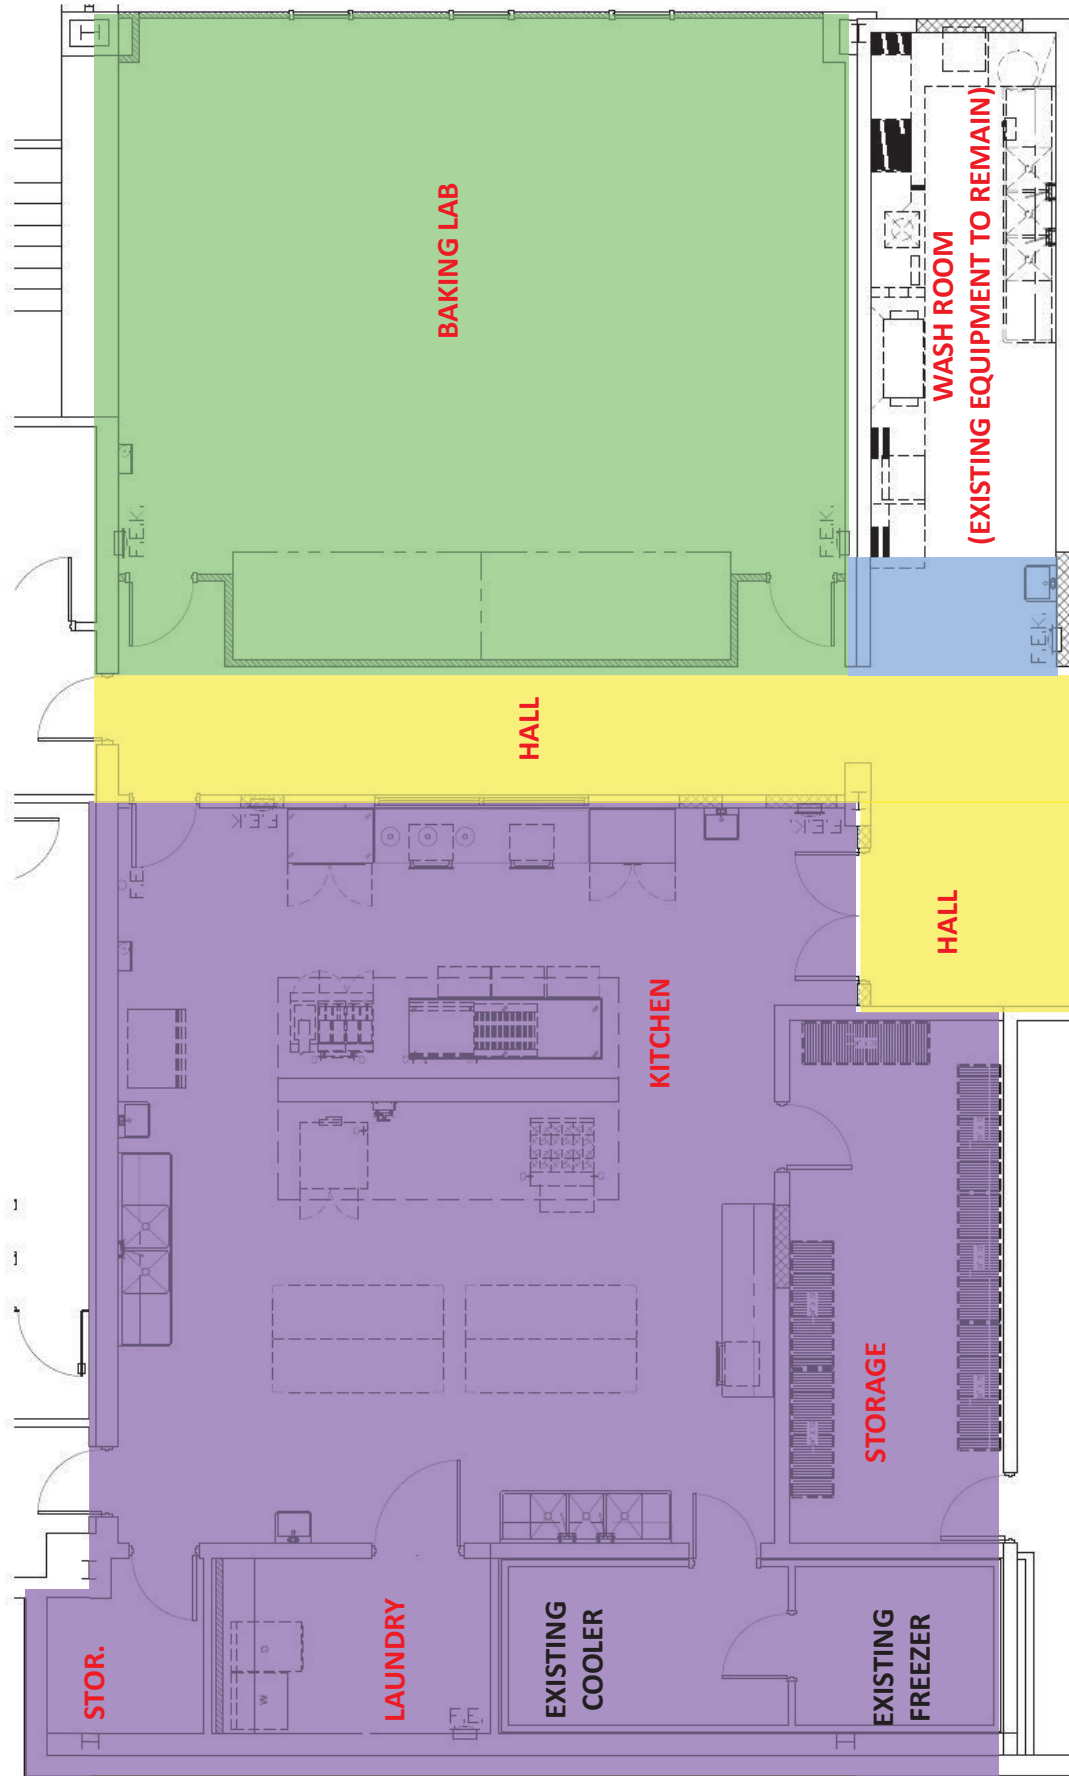 BAKING LAB
WASH ROOM
(EXISTING EQUIPMENT TO REMAIN)
F.E.K.
F.E.K.
F.E.K.
HALL
HALL
F.E.K.
F.E.K.
F.E.
KITCHEN
STORAGE
STOR.
LAUNDRY
W
D
F.E.
EXISTING
COOLER
EXISTING
FREEZER